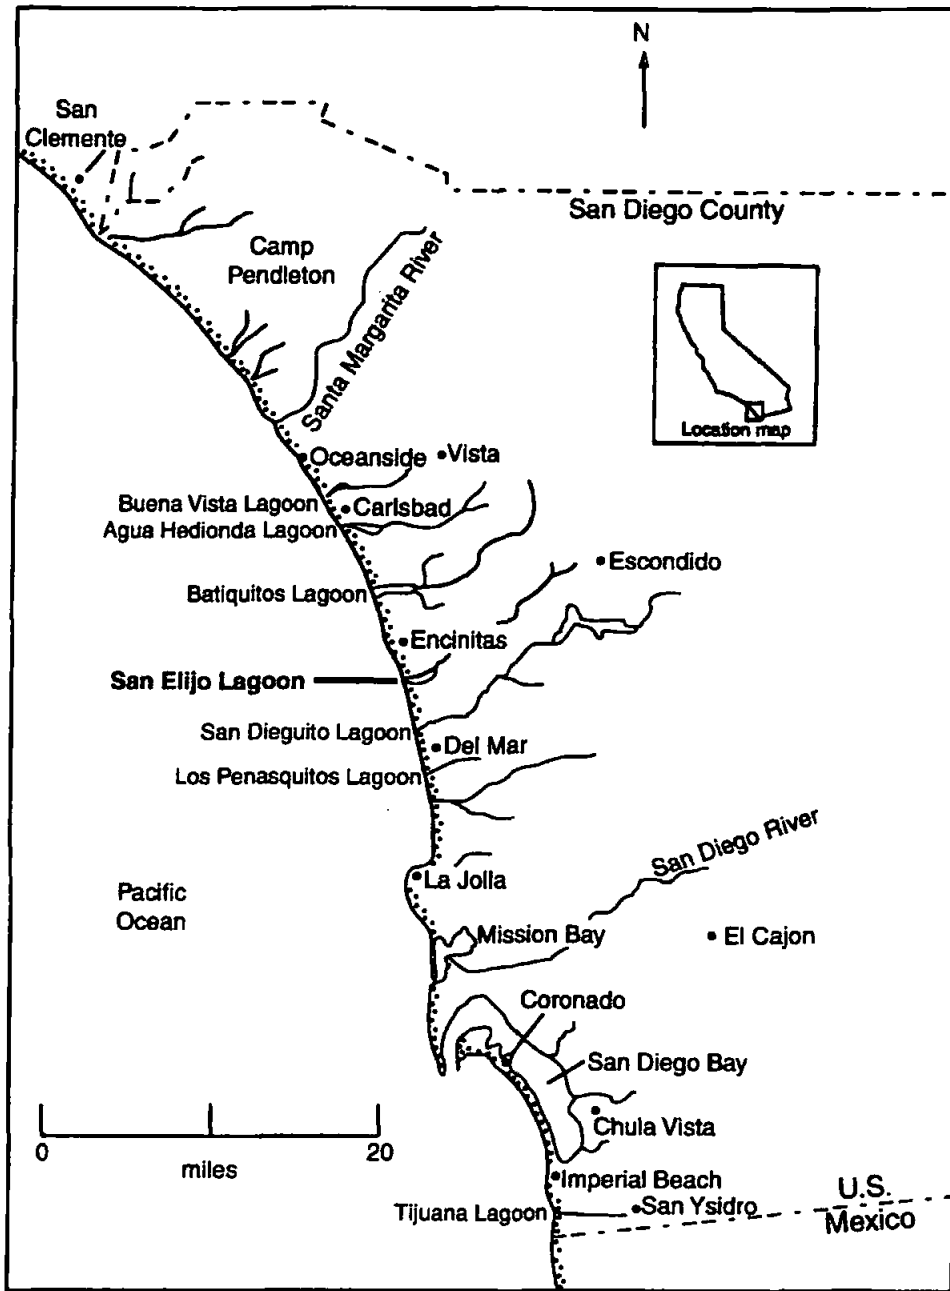 N
San
Clemente
San Diego County
Camp
Pendleton
Santa Margarita River
Location map
Oceanside
Vista
Buena Vista Lagoon
Carlsbad
Agua Hedionda Lagoon
Escondido
Batiquitos Lagoon
Encinitas
San Elijo Lagoon
San Dieguito Lagoon
Del Mar
Los Penasquitos Lagoon
San Diego River
La Jolla
Pacific
Ocean
Mission Bay
El Cajon
Coronado
San Diego Bay
Chula Vista
0
20
miles
Imperial Beach
U.S.
San Ysidro
Tijuana Lagoon
Mexico